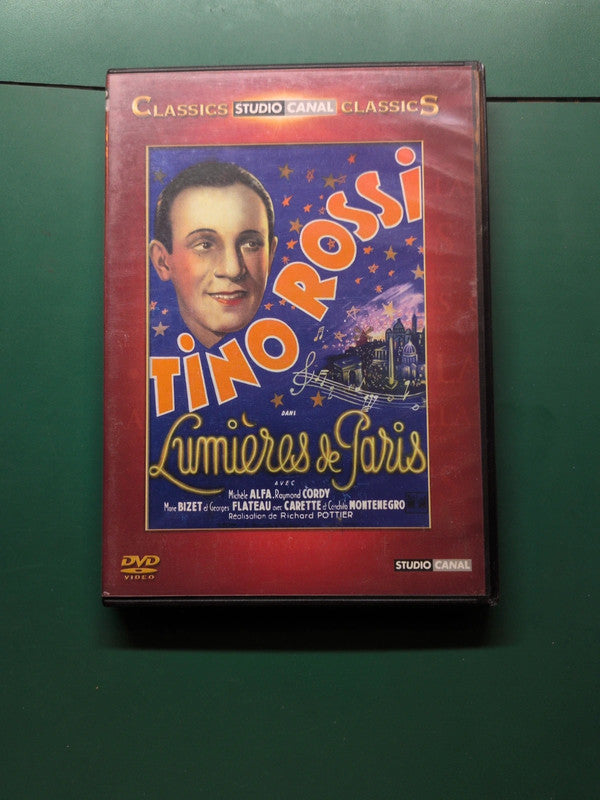 CLASSICS STUDIO CANAL CLASSICS
TINO ROSSI
DANS
Lumières de Paris
AVEC
Michèle ALFA. Raymond CORDY
Mane BIZET et Georges FLATEAU avec CARETTE et Conchita MONTENEGRO
Réalisation de Richard POTTIER
DVD
VIDEO
STUDIO CANAL